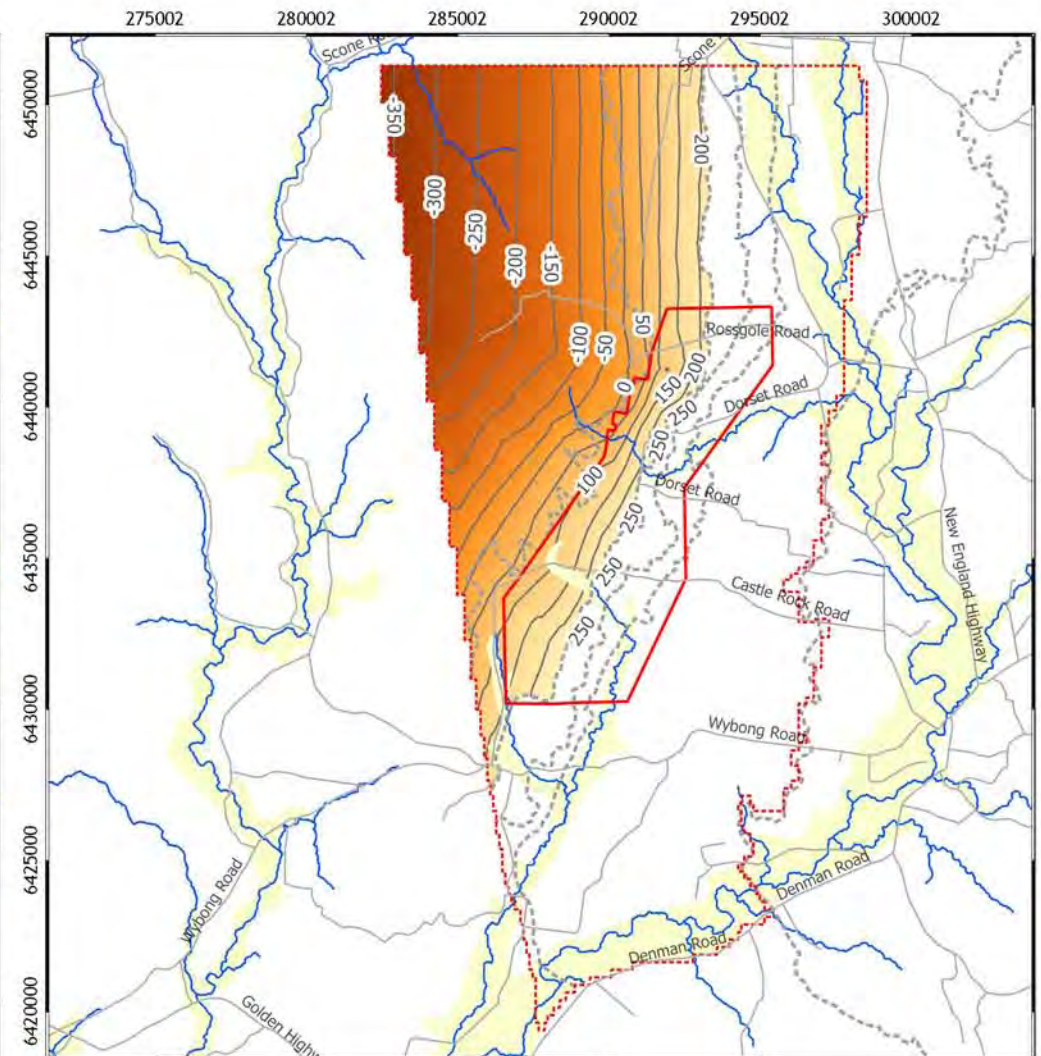 275002 280002 285002 290002 295002 300002
6450000
6445000
6440000
6435000
6430000
6425000
6420000
Scone Ro
Scone
-350
-300
-250
-200
-150
-100
-50
0
50
100
150
200
200
250
250
250
250
250
Rossgole Road
Dorset Road
Dorset Road
Castle Rock Road
New England Highway
Wybong Road
Wybong Road
Denman Road
Denman Road
Golden Highw